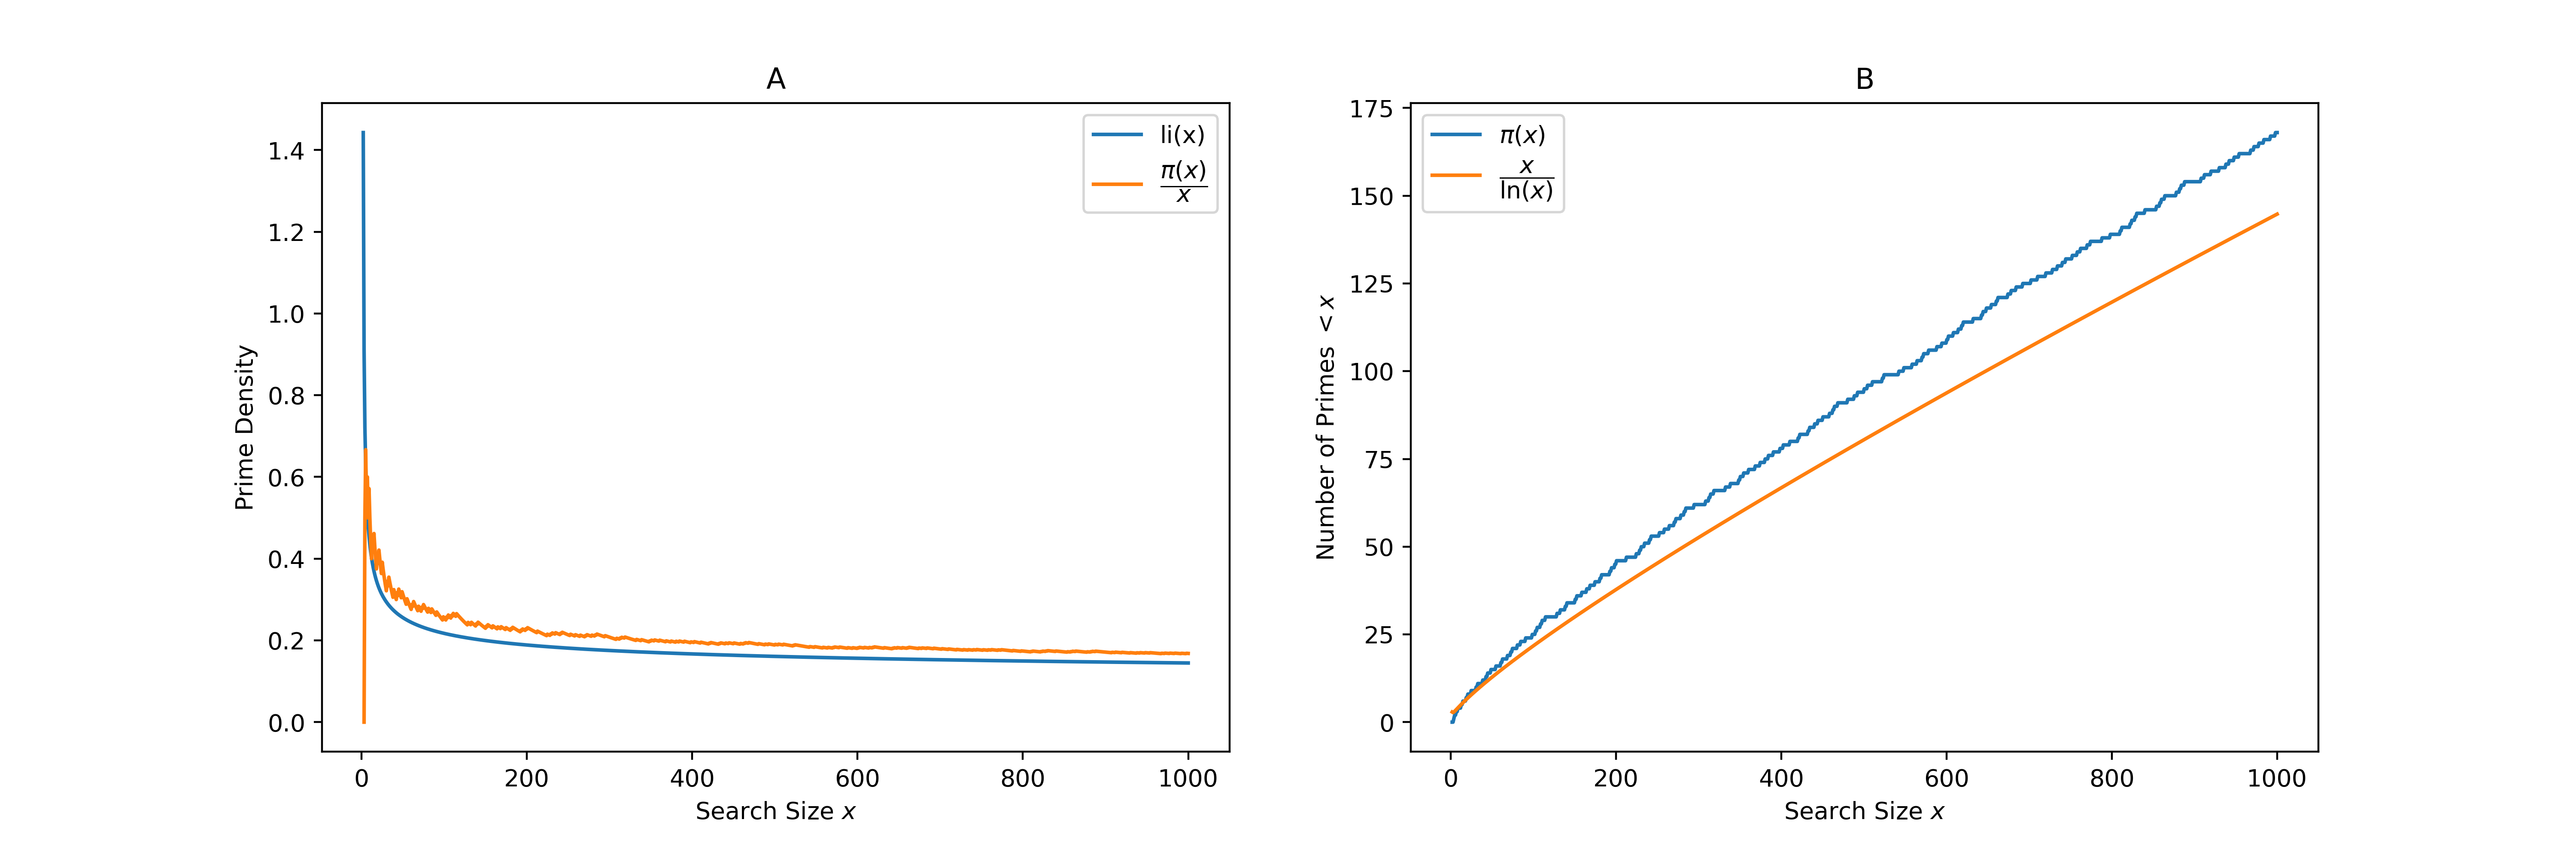 A
Prime Density
1.4
1.2
1.0
0.8
0.6
0.4
0.2
0.0
0 200 400 600 800 1000
Search Size x
li(x)
π(x)
x
B
Number of Primes < x
175
150
125
100
75
50
25
0
0 200 400 600 800 1000
Search Size x
π(x)
x
ln(x)